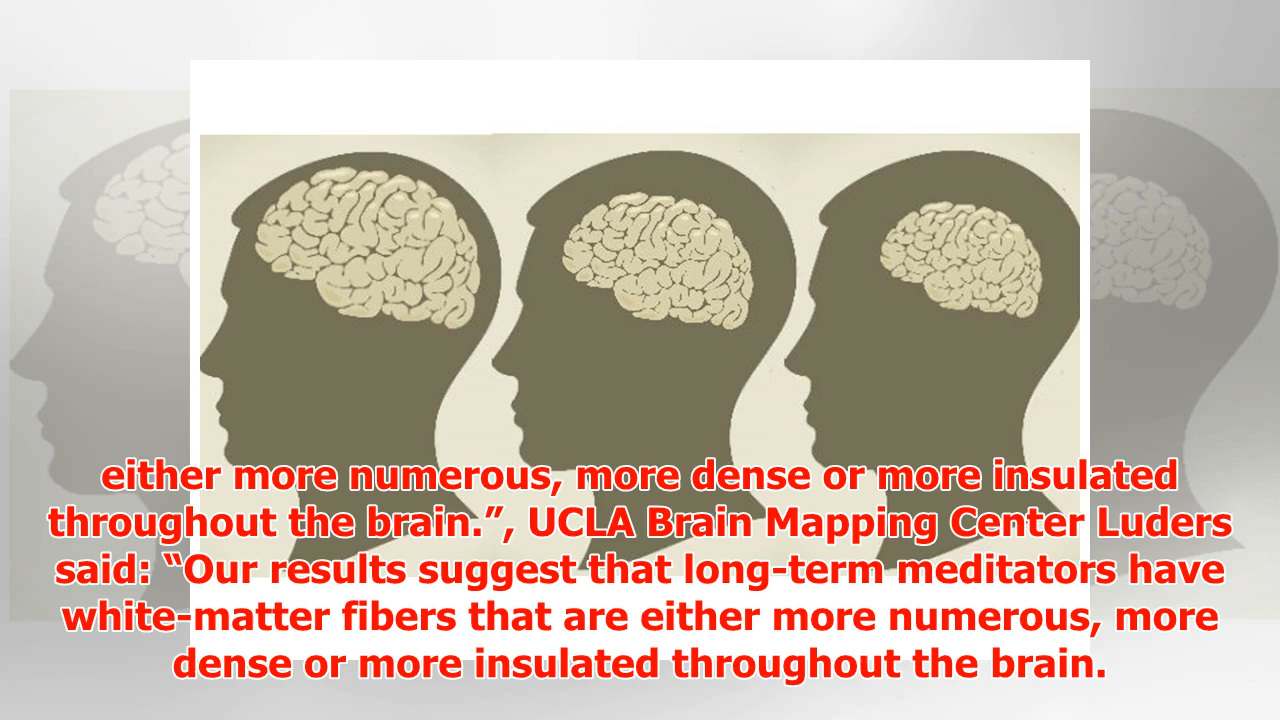 either more numerous, more dense or more insulated
throughout the brain.”, UCLA Brain Mapping Center Luders
said: “Our results suggest that long-term meditators have
white-matter fibers that are either more numerous, more
dense or more insulated throughout the brain.